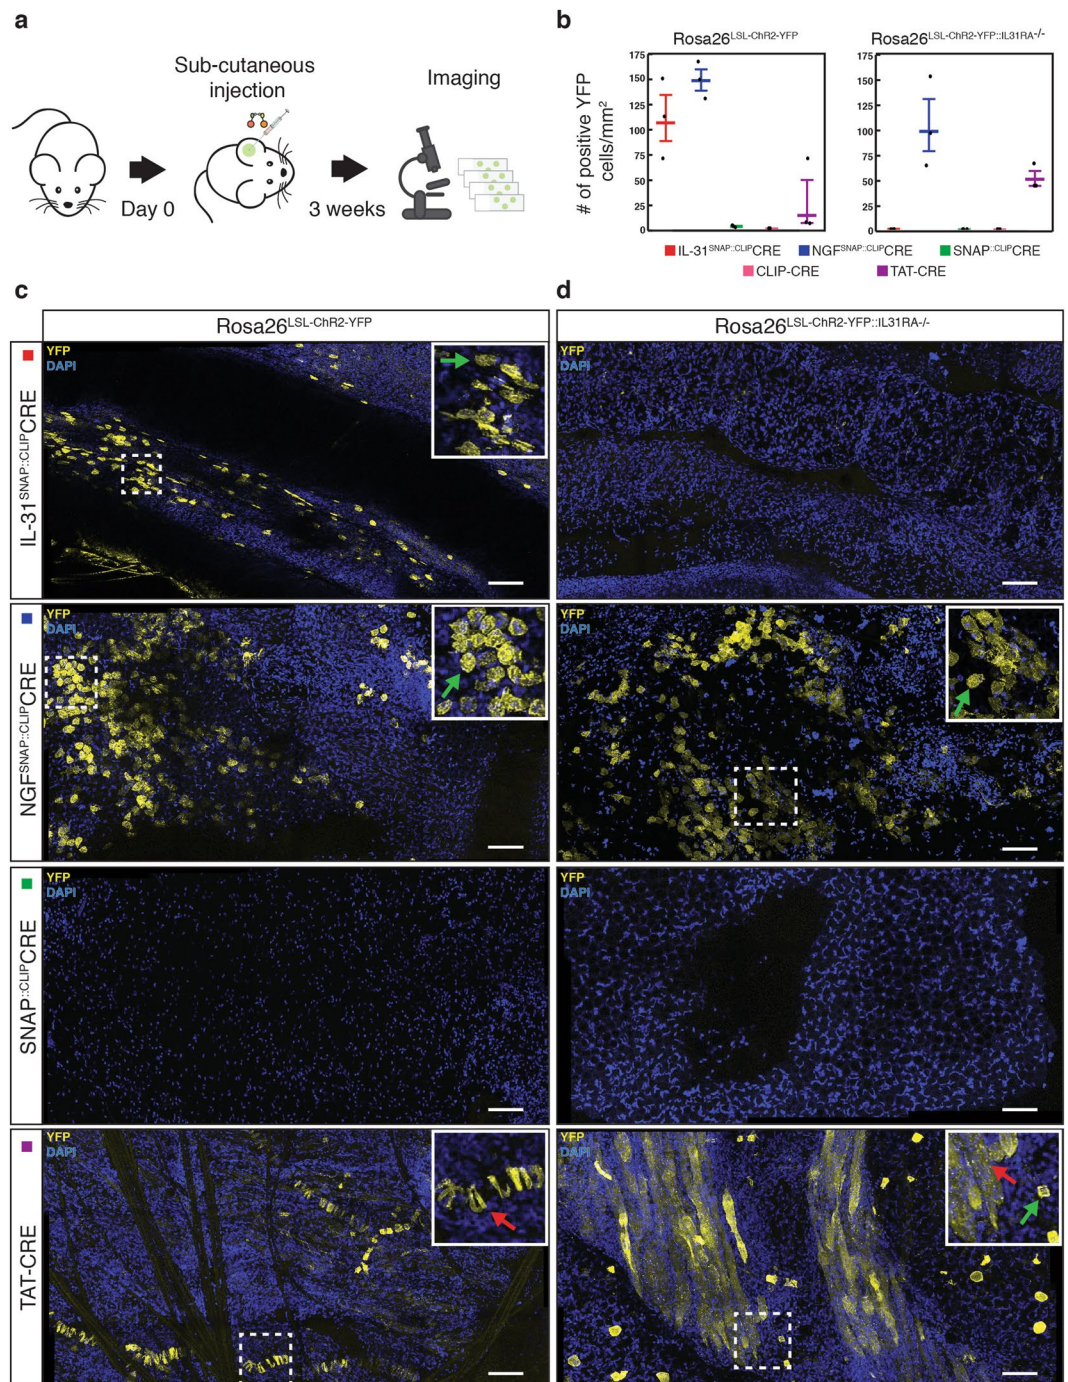 a
Sub-cutaneous
injection
Imaging
Day 0
3 weeks
b
Rosa26LSL-ChR2-YFP
Rosa26LSL-ChR2-YFP::IL31RA-/-
# of positive YFP
cells/mm2
175
150
125
100
75
50
25
0
175
150
125
100
75
50
25
0
IL-31SNAP::CLIPCRE
NGFSNAP::CLIPCRE
SNAP::CLIPCRE
CLIP-CRE
TAT-CRE
c
d
Rosa26LSL-ChR2-YFP
Rosa26LSL-ChR2-YFP::IL31RA-/-
IL-31SNAP::CLIPCRE
YFP
DAPI
YFP
DAPI
NGFSNAP::CLIPCRE
YFP
DAPI
YFP
DAPI
SNAP::CLIPCRE
YFP
DAPI
YFP
DAPI
TAT-CRE
YFP
DAPI
YFP
DAPI